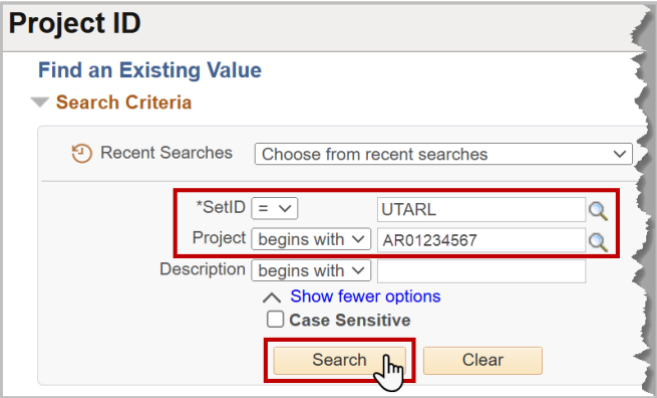 Project ID
Find an Existing Value
Search Criteria
Recent Searches Choose from recent searches
*SetID = UTARL
Project begins with AR01234567
Description begins with
Show fewer options
Case Sensitive
Search Clear